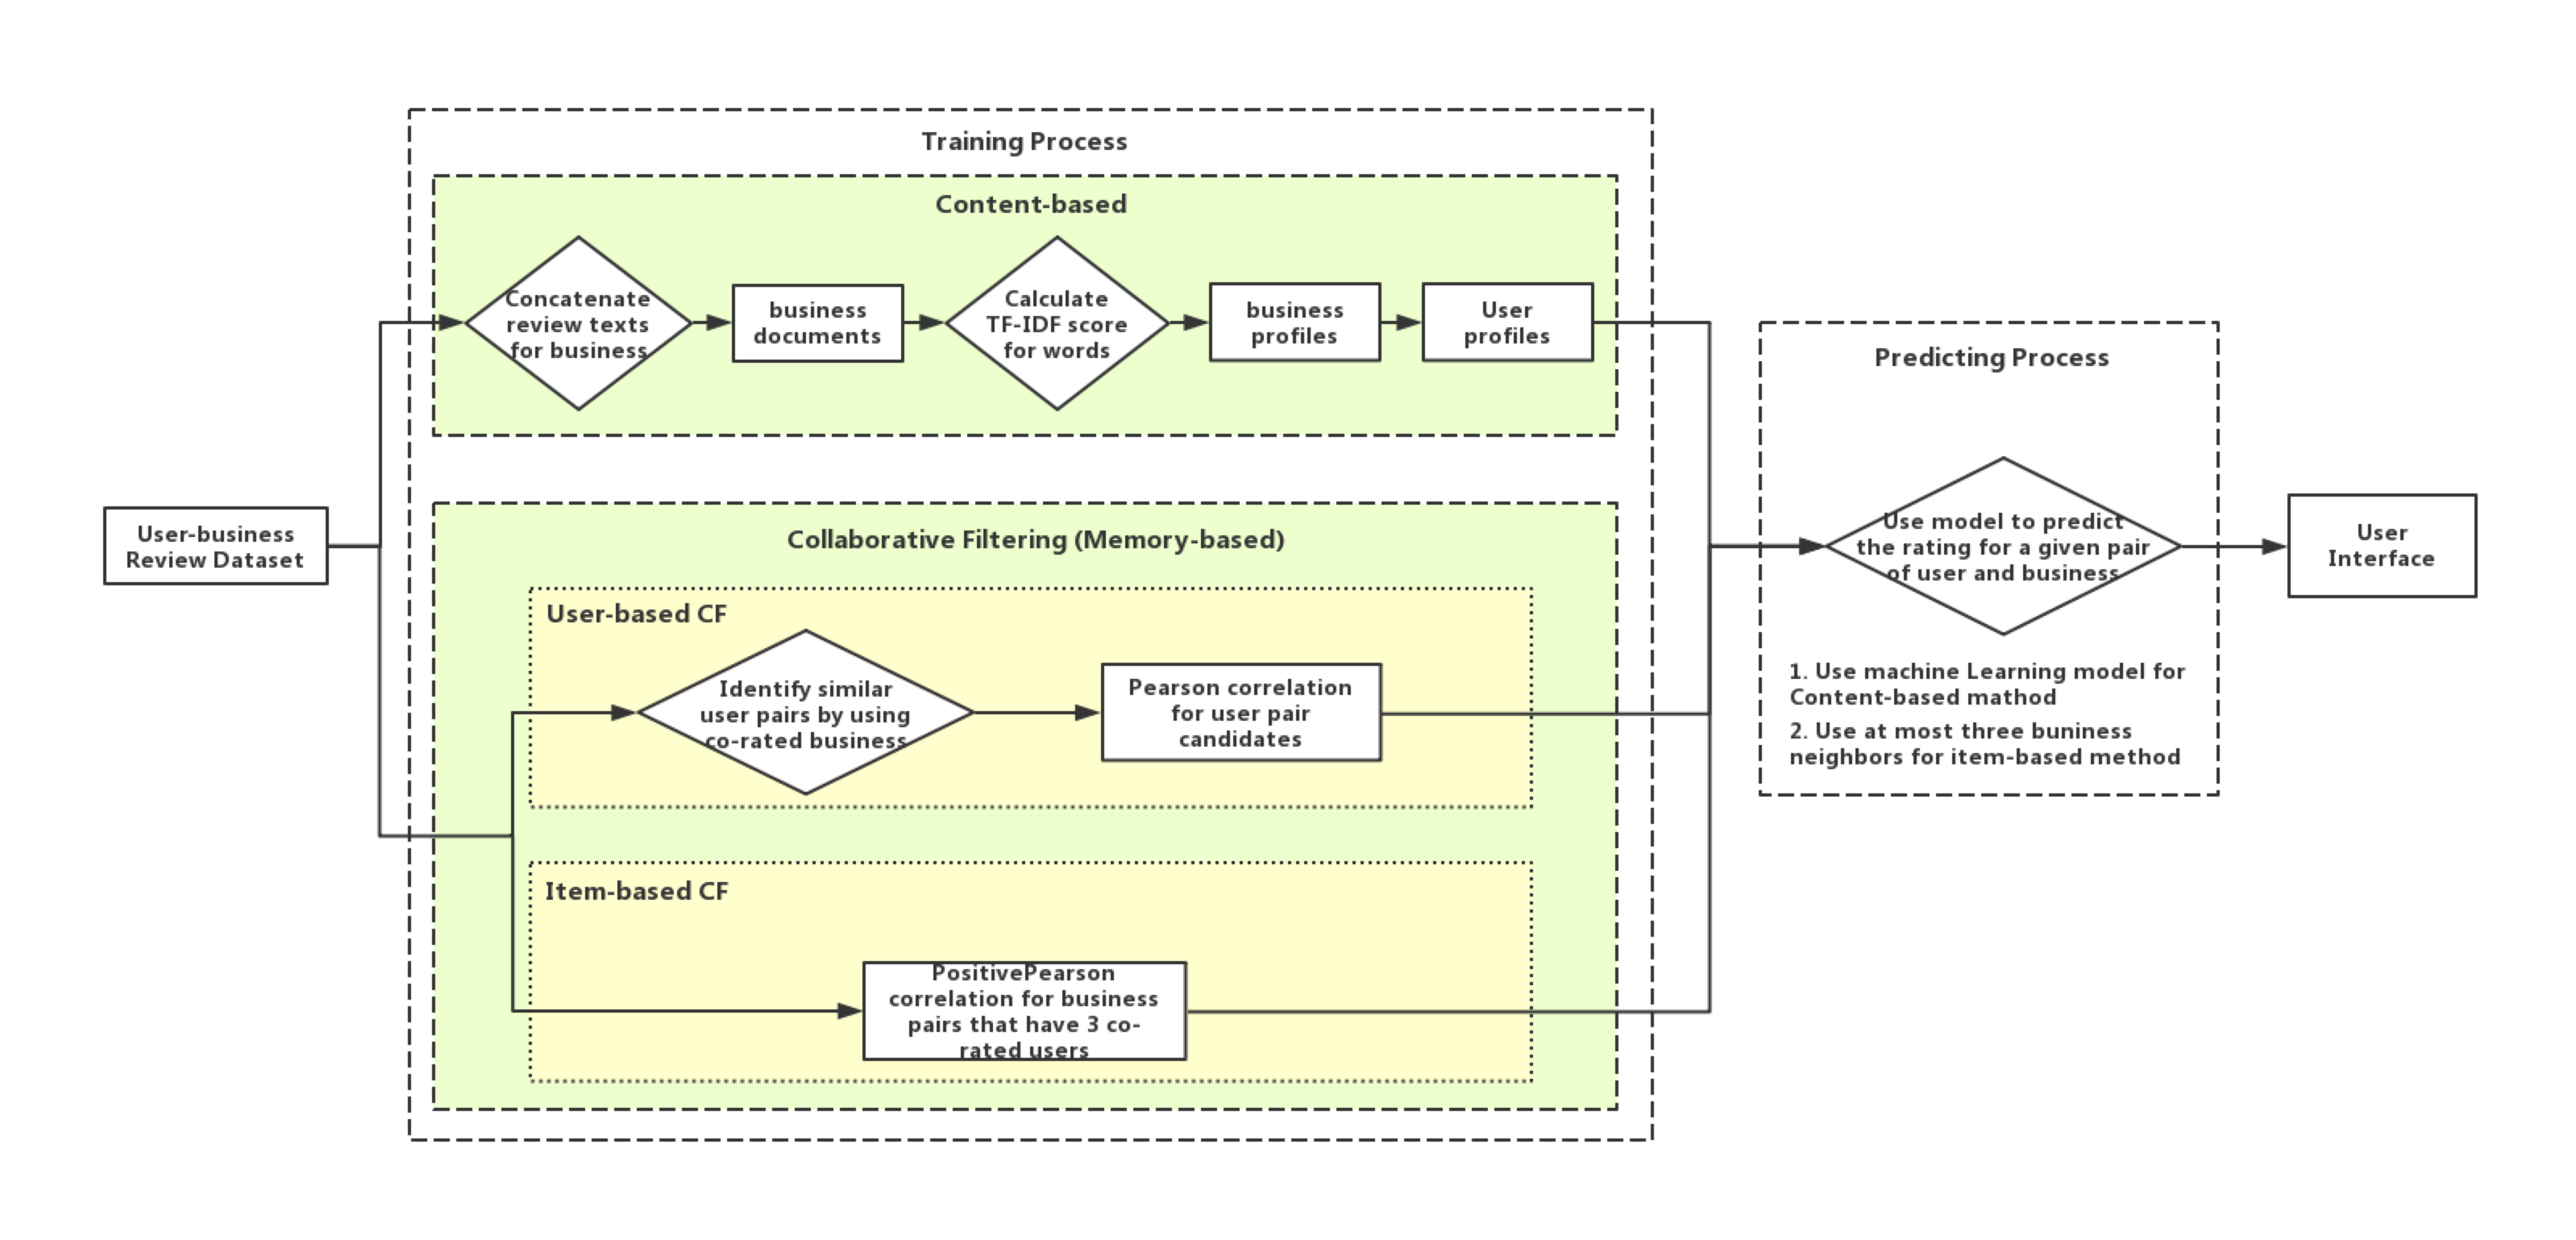 Training Process
Content-based
Concatenate
review texts
for business
business
documents
Calculate
TF-IDF score
for words
business
profiles
User
profiles
User-business
Review Dataset
Collaborative Filtering (Memory-based)
User-based CF
Identify similar
user pairs by using
co-rated business
Pearson correlation
for user pair
candidates
Item-based CF
PositivePearson
correlation for business
pairs that have 3 co-
rated users
Predicting Process
Use model to predict
the rating for a given pair
of user and business
1. Use machine Learning model for
Content-based mathod
2. Use at most three buniness
neighbors for item-based method
User
Interface